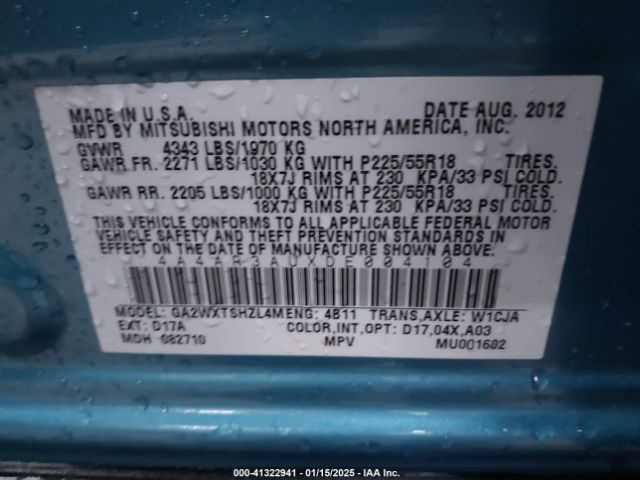 MADE IN U.S.A. DATE AUG. 2012
MFD BY MITSUBISHI MOTORS NORTH AMERICA, INC.
GVWR 4343 LBS/1970 KG
GAWR FR. 2271 LBS/1030 KG WITH P225/55R18 TIRES.
18X7J RIMS AT 230 KPA/33 PSI COLD.
GAWR RR. 2205 LBS/1000 KG WITH P225/55R18 TIRES.
18X7J RIMS AT 230 KPA/33 PSI COLD.
THIS VEHICLE CONFORMS TO ALL APPLICABLE FEDERAL MOTOR
VEHICLE SAFETY AND THEFT PREVENTION STANDARDS IN
EFFECT ON THE DATE OF MANUFACTURE SHOWN ABOVE.
4A4AR3AUXDE004104
MODEL: GA2WXTSHZL4M ENG: 4B11 TRANS,AXLE: W1CJA
EXT: D17A COLOR,INT,OPT: D17,04X,A03
MDH 082710 MPV MU001602
000-41322941 - 01/15/2025 - IAA Inc.